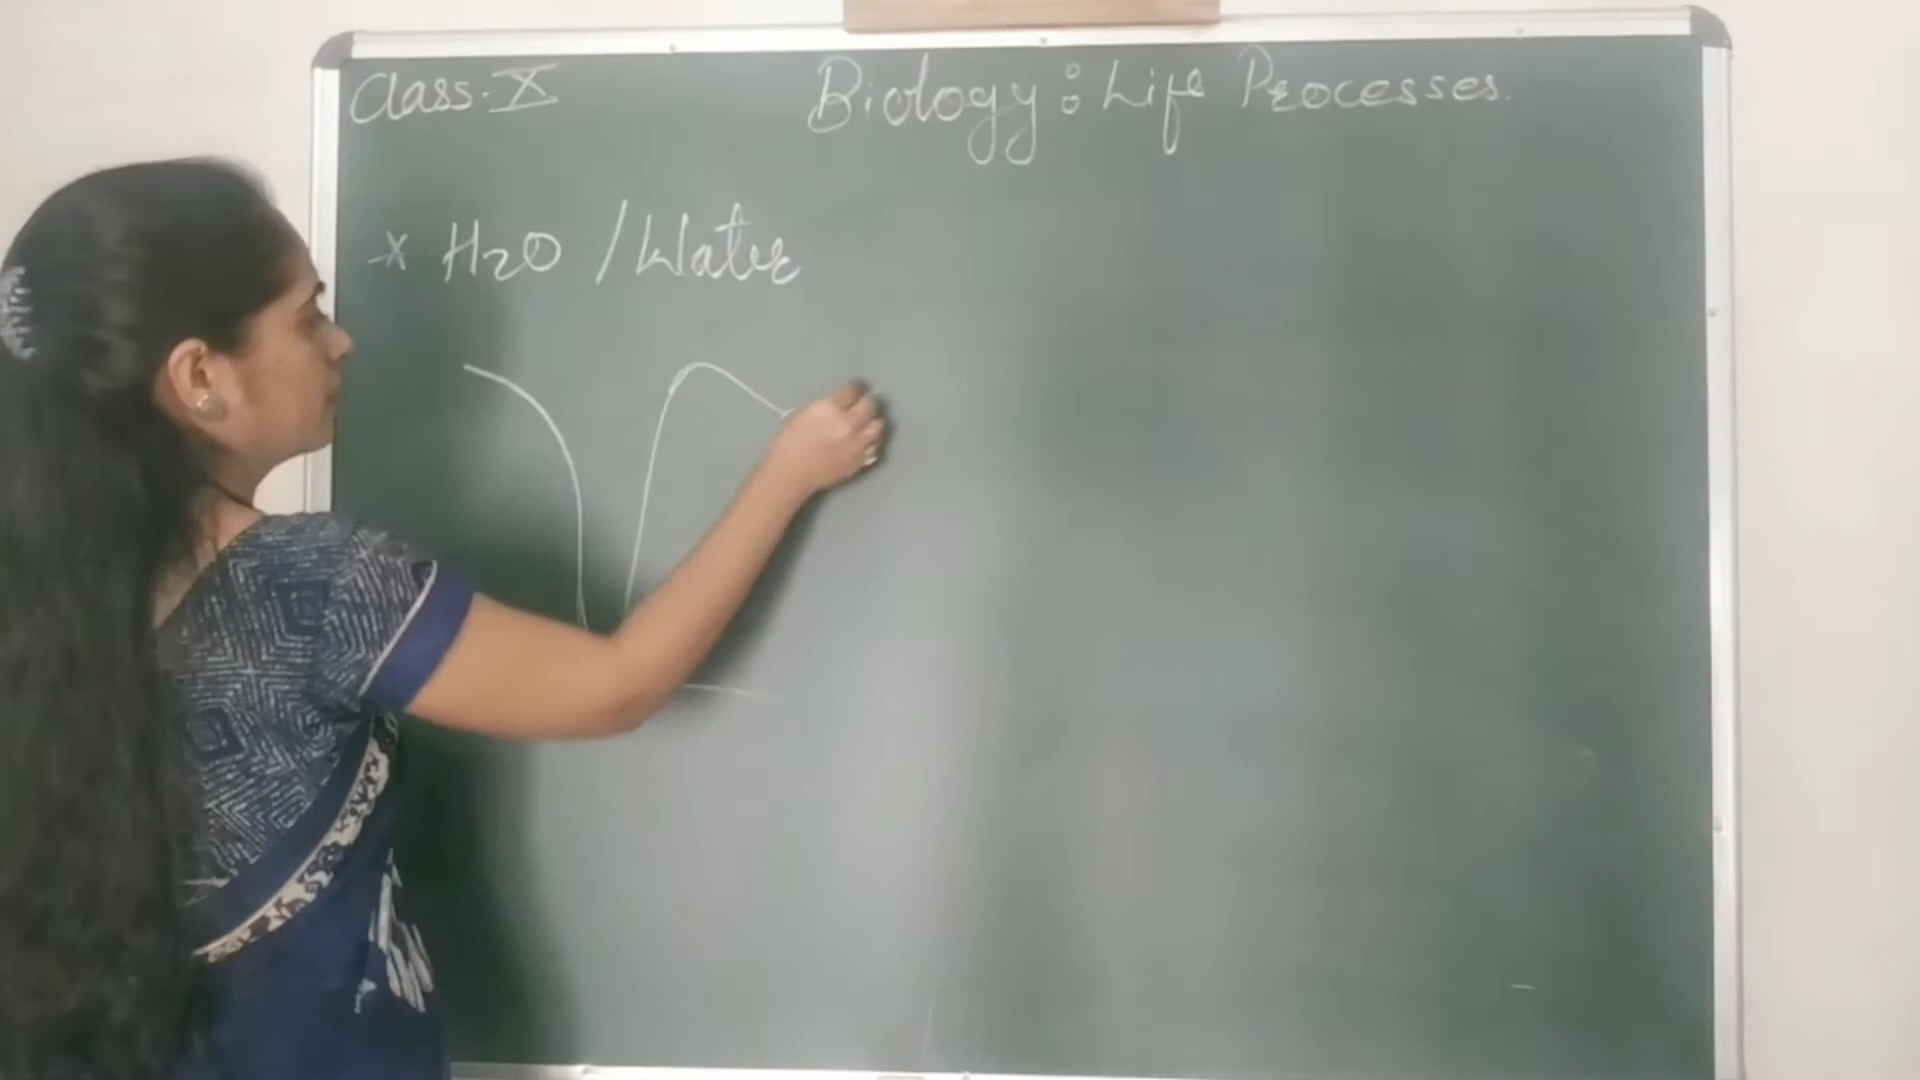 Class. X
Biology : Life Processes.
* H2O / Water